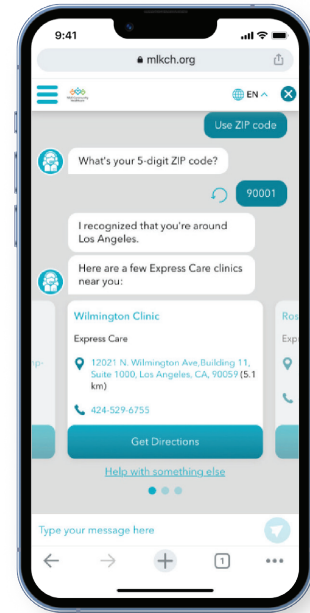 9:41
mlkch.org
EN
Use ZIP code
What's your 5-digit ZIP code?
90001
I recognized that you're around
Los Angeles.
Here are a few Express Care clinics
near you:
Wilmington Clinic
Ros
Express Care
Exp
12021 N. Wilmington Ave,Building 11,
Suite 1000, Los Angeles, CA, 90059 (5.1
km)
424-529-6755
Get Directions
Help with something else
Type your message here
1